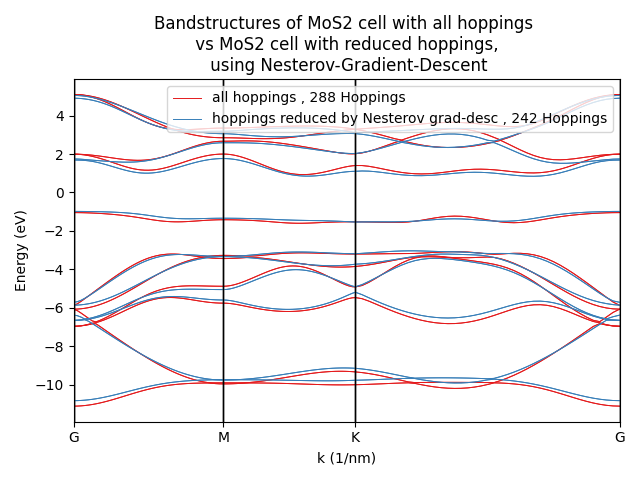 Bandstructures of MoS2 cell with all hoppings
vs MoS2 cell with reduced hoppings,
using Nesterov-Gradient-Descent
all hoppings , 288 Hoppings
hoppings reduced by Nesterov grad-desc , 242 Hoppings
Energy (eV)
4
2
0
−2
−4
−6
−8
−10
G
M
K
G
k (1/nm)